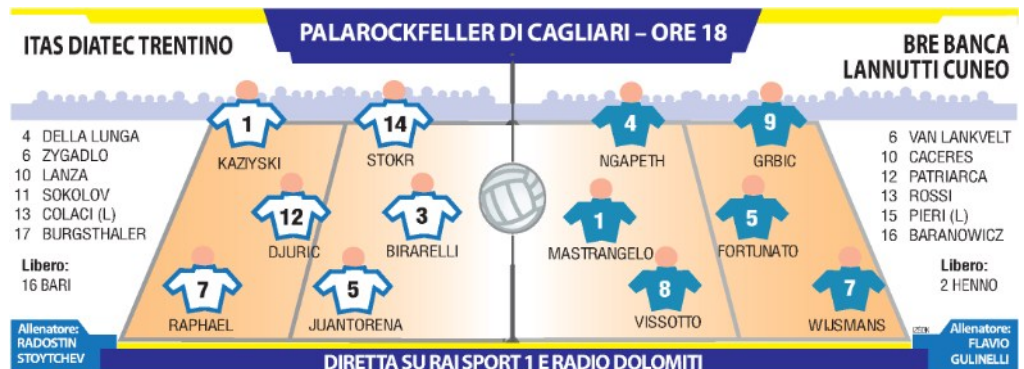 PALAROCKFELLER DI CAGLIARI – ORE 18
ITAS DIATEC TRENTINO
BRE BANCA
LANNUTTI CUNEO
4 DELLA LUNGA
6 ZYGADLO
10 LANZA
11 SOKOLOV
13 COLACI (L)
17 BURGSTHALER
Libero:
16 BARI
Allenatore:
RADOSTIN
STOYTCHEV
1
KAZIYSKI
14
STOKR
12
DJURIC
3
BIRARELLI
7
RAPHAEL
5
JUANTORENA
4
NGAPETH
9
GRBIC
1
MASTRANGELO
5
FORTUNATO
8
VISSOTTO
7
WIJSMANS
6 VAN LANKVELT
10 CACERES
12 PATRIARCA
13 ROSSI
15 PIERI (L)
16 BARANOWICZ
Libero:
2 HENNO
Allenatore:
FLAVIO
GULINELLI
DIRETTA SU RAI SPORT 1 E RADIO DOLOMITI